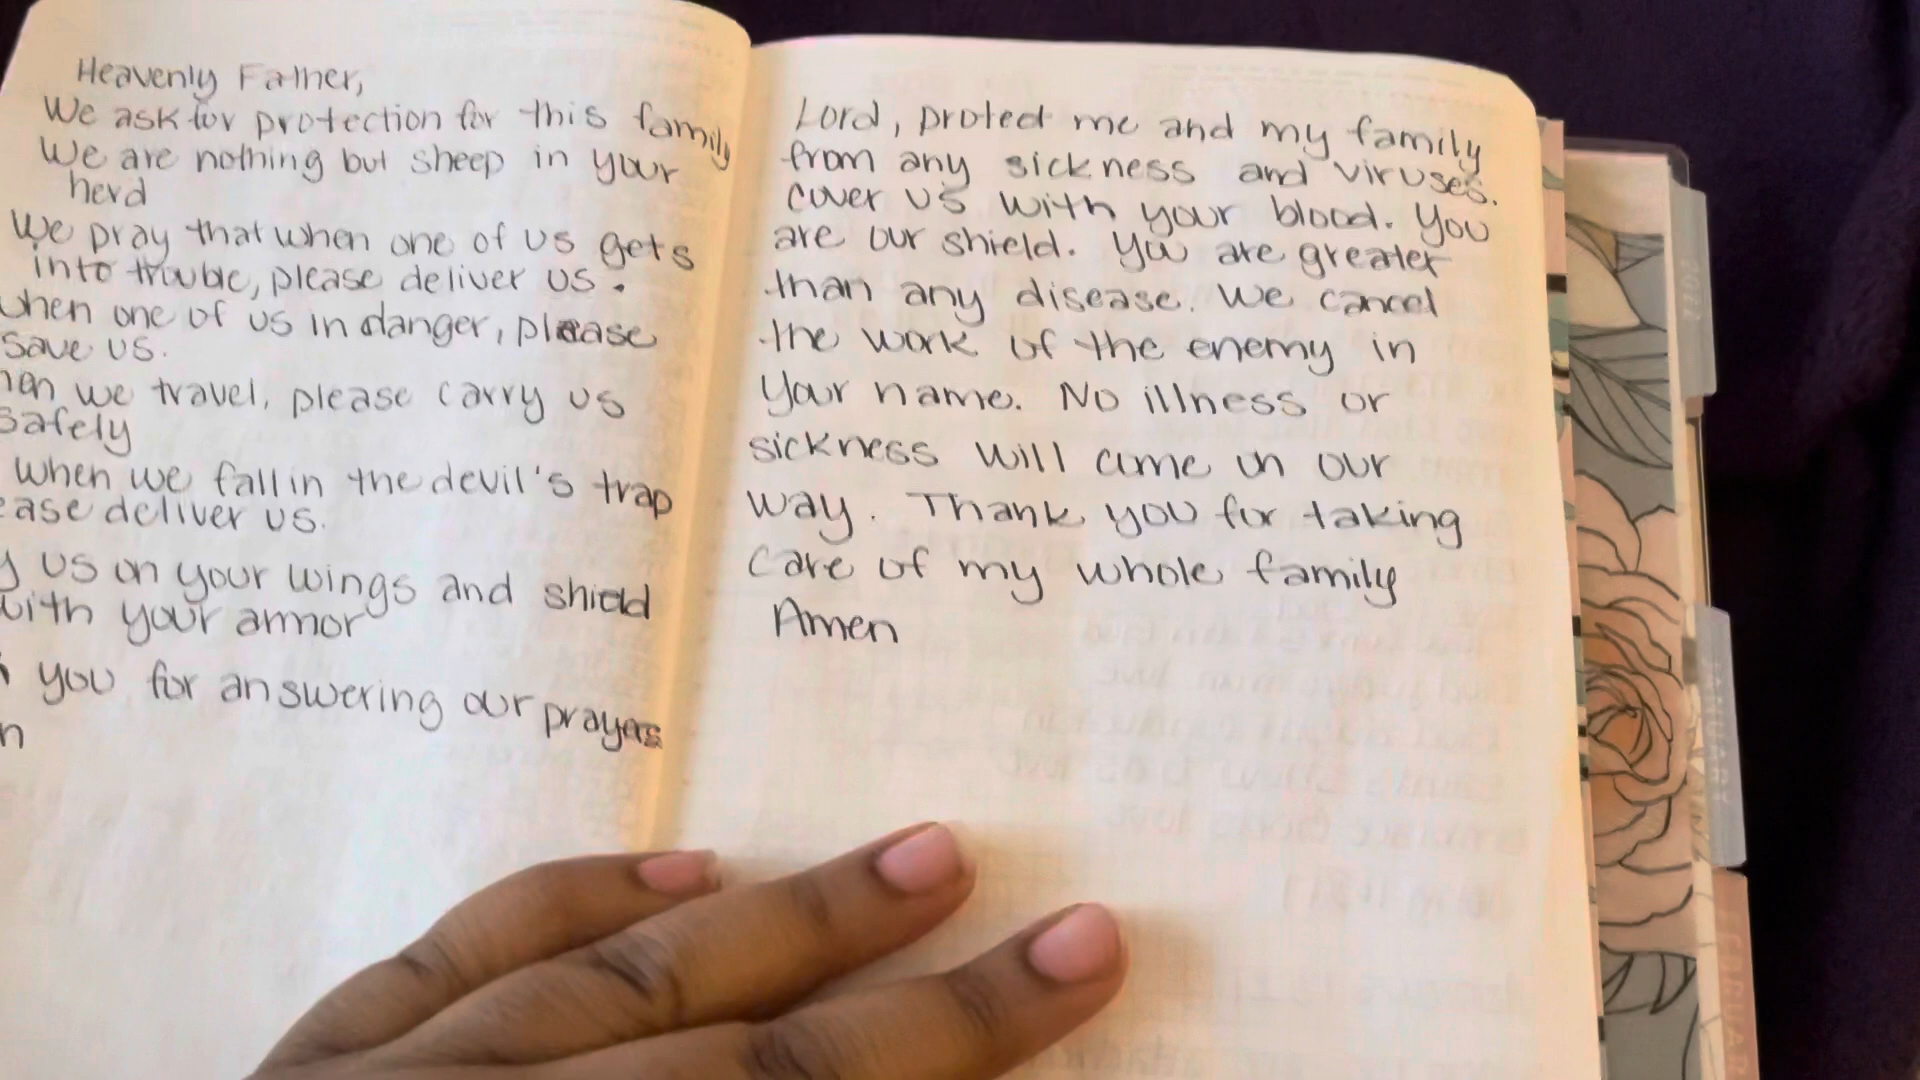 Heavenly Father,
We ask for protection for this family
We are nothing but sheep in your
herd
We pray that when one of us gets
into trouble, please deliver us.
when one of us in danger, please
save us.
we travel, please carry us
safely
when we fall in the devil's trap
deliver us.
us on your wings and shield
with your armor
you for answering our prayers
Lord, protect me and my family
from any sickness and viruses.
cover us with your blood. You
are our shield. You are greater
than any disease. We cancel
the work of the enemy in
Your name. No illness or
sickness will come in our
way. Thank you for taking
care of my whole family
Amen
2022
JANUARY